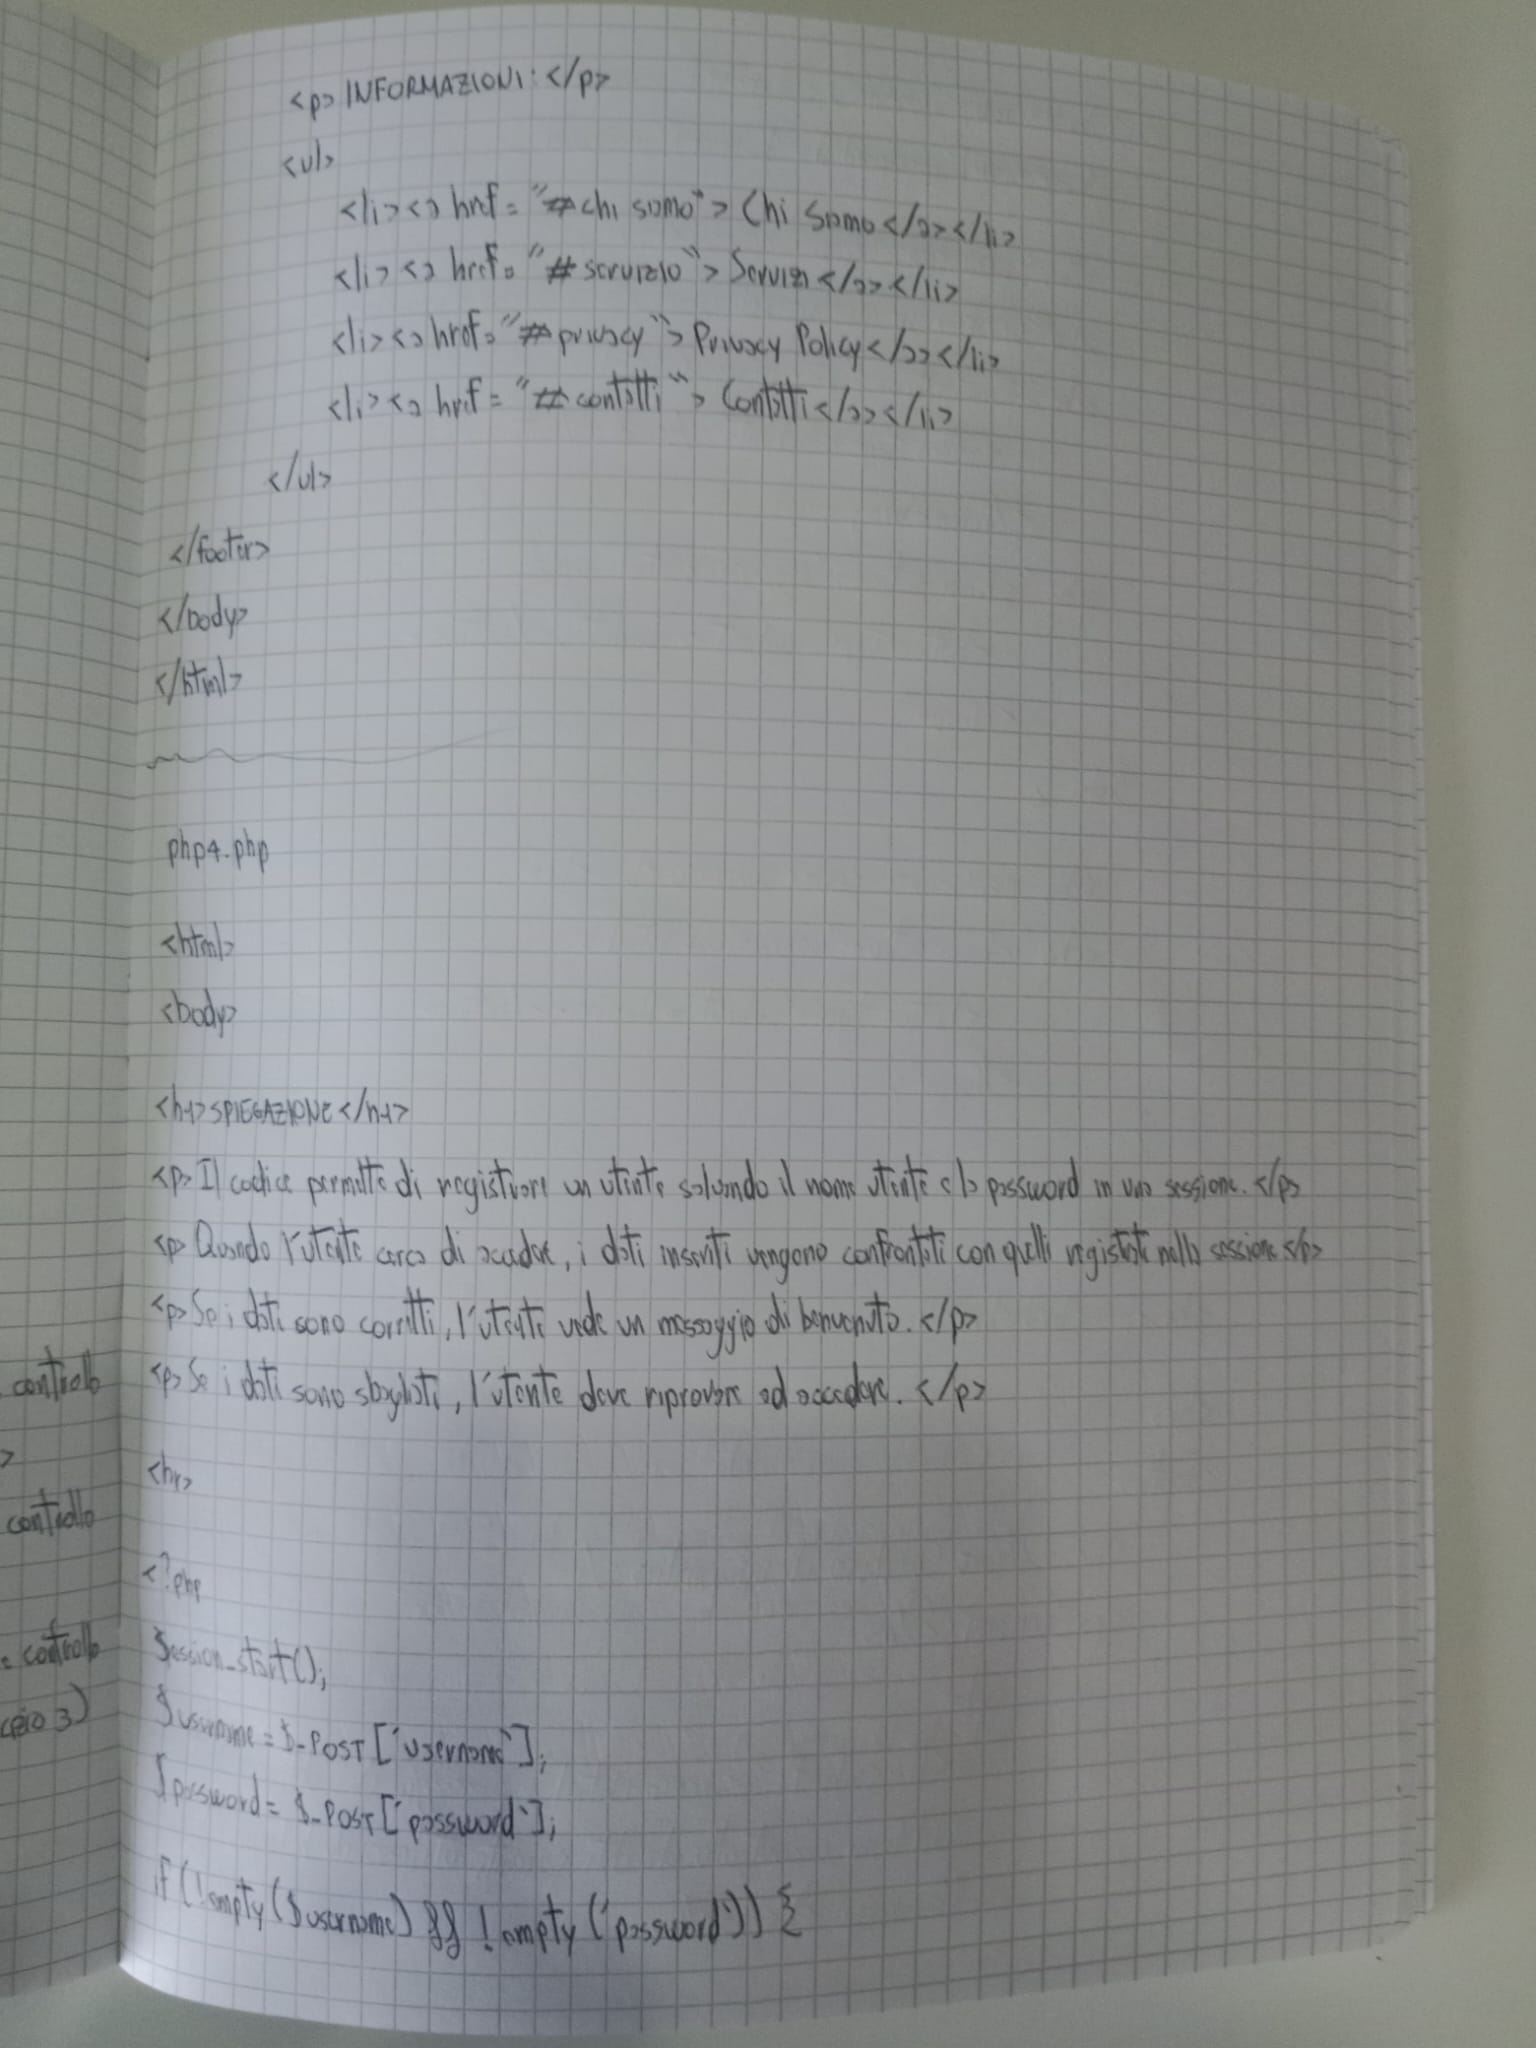 <p> INFORMAZIONI: </p>
<ul>
<li><a href = "#chi siamo"> Chi Siamo </a></li>
<li><a href= "#servizio"> Servizi </a></li>
<li><a href= "#privacy"> Privacy Policy </a></li>
<li><a href = "#contatti"> Contatti </a></li>
</ul>
</footer>
</body>
</html>
php4.php
<html>
<body>
<h1> SPIEGAZIONE </h1>
<p> Il codice permette di registrare un utente salvando il nome utente e la password in una sessione. </p>
<p> Quando l'utente cerca di accedere, i dati inseriti vengono confrontati con quelli registrati nella sessione </p>
<p> Se i dati sono corretti, l'utente vede un messaggio di benvenuto. </p>
<p> Se i dati sono sbagliati, l'utente deve riprovare ad accedere. </p>
<hr>
<?php
session_start();
$username = $_POST ['username'];
$password = $_POST ['password'];
if (!empty ($username) && !empty ('password')) {
controllo
>
controllo
= controllo
cizio 3)